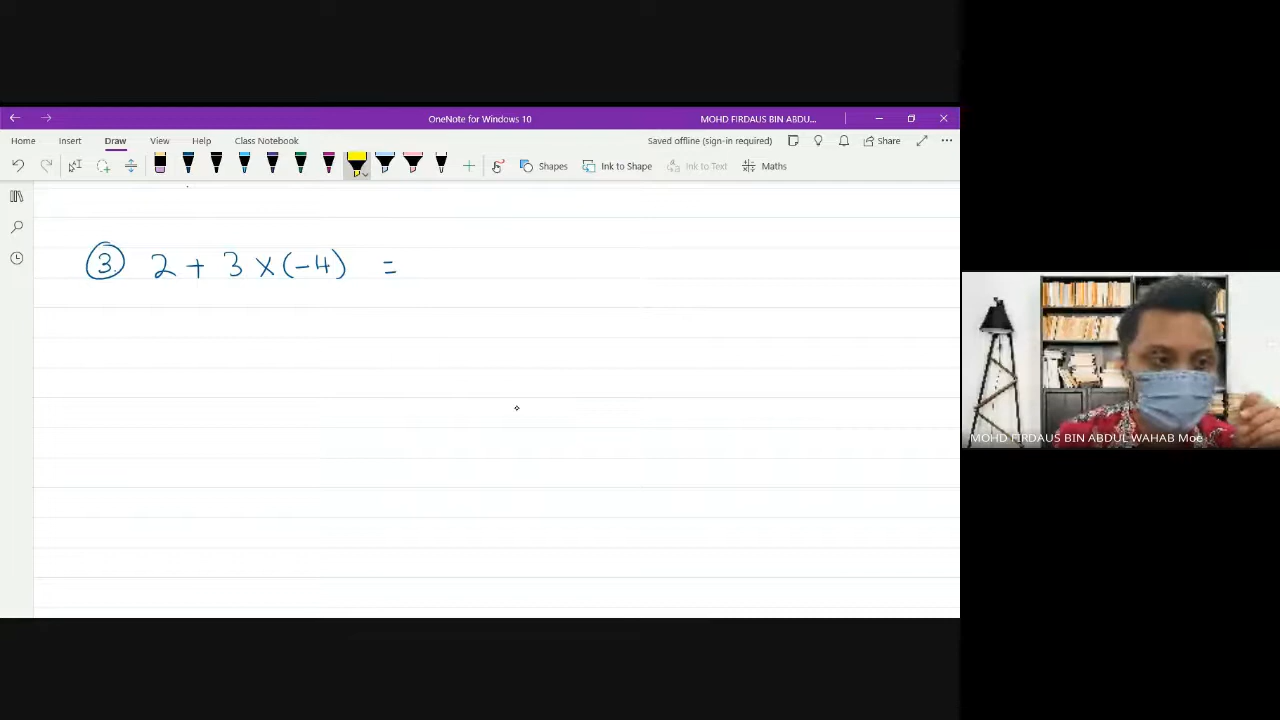 OneNote for Windows 10
MOHD FIRDAUS BIN ABDU...
Home Insert Draw View Help Class Notebook
Saved offline (sign-in required)
Share
Shapes
Ink to Shape
Ink to Text
Maths
3. 2 + 3 × (-4) =
MOHD FIRDAUS BIN ABDUL WAHAB Moe